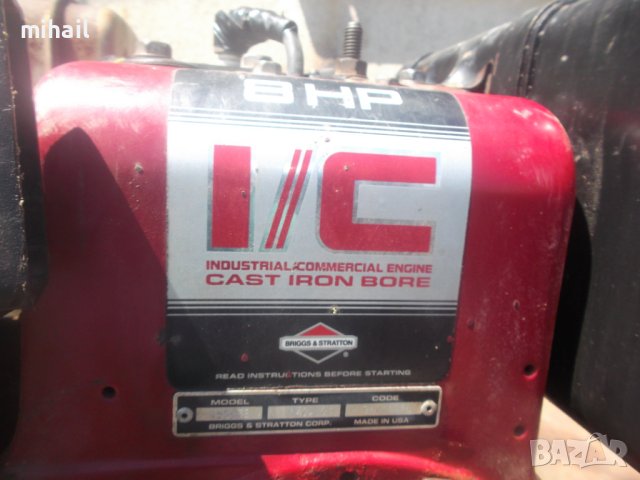 mihail
8HP
I/C
INDUSTRIAL/COMMERCIAL ENGINE
CAST IRON BORE
BRIGGS & STRATTON
READ INSTRUCTIONS BEFORE STARTING
MODEL TYPE CODE
BRIGGS & STRATTON CORP. MADE IN USA
BAZAR